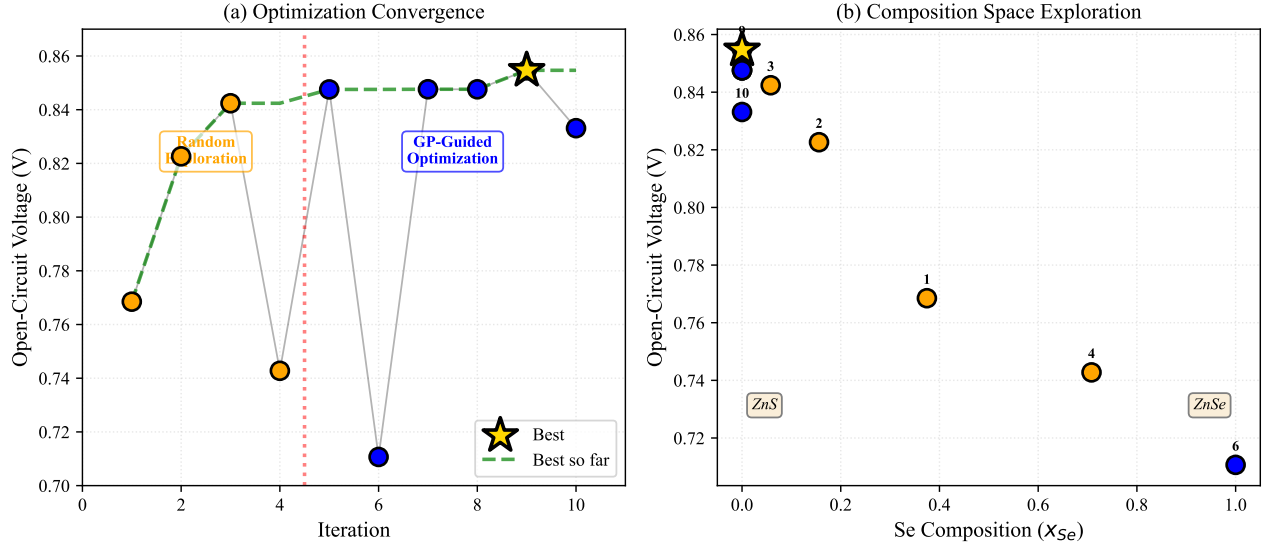 (a) Optimization Convergence
Open-Circuit Voltage (V)
0.86
0.84
0.82
0.80
0.78
0.76
0.74
0.72
0.70
Random
GP-Guided
Optimization
Best
Best so far
0
2
4
6
8
10
Iteration
(b) Composition Space Exploration
Open-Circuit Voltage (V)
0.86
0.84
0.82
0.80
0.78
0.76
0.74
0.72
3
10
2
1
4
6
ZnS
ZnSe
0.0
0.2
0.4
0.6
0.8
1.0
Se Composition (x_Se)